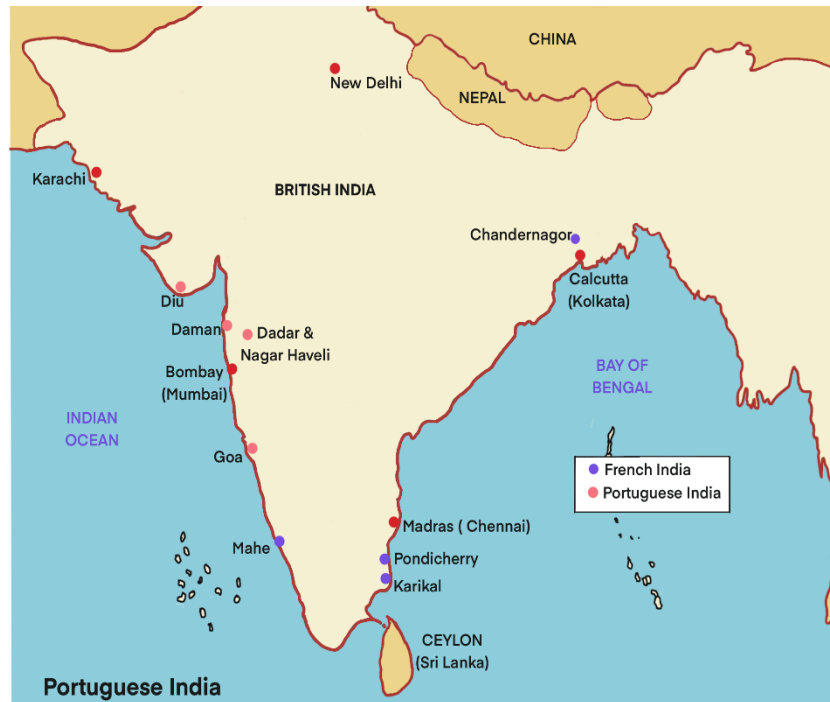 CHINA
New Delhi
NEPAL
Karachi
BRITISH INDIA
Chandernagor
Calcutta
(Kolkata)
Diu
Daman
Dadar &
Nagar Haveli
Bombay
(Mumbai)
BAY OF
BENGAL
INDIAN
OCEAN
Goa
French India
Portuguese India
Madras ( Chennai)
Mahe
Pondicherry
Karikal
CEYLON
(Sri Lanka)
Portuguese India